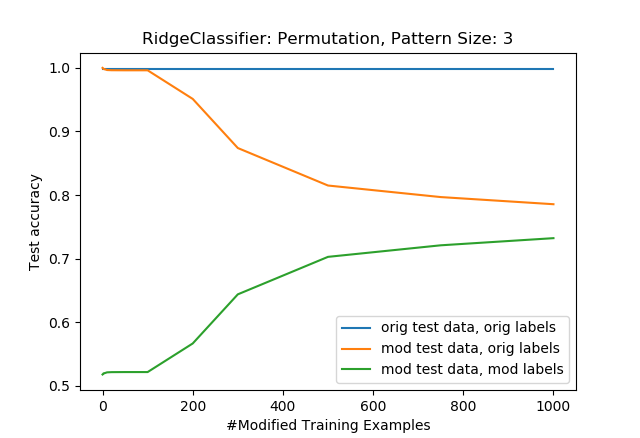 RidgeClassifier: Permutation, Pattern Size: 3
1.0
0.9
0.8
0.7
0.6
0.5
Test accuracy
orig test data, orig labels
mod test data, orig labels
mod test data, mod labels
0 200 400 600 800 1000
#Modified Training Examples